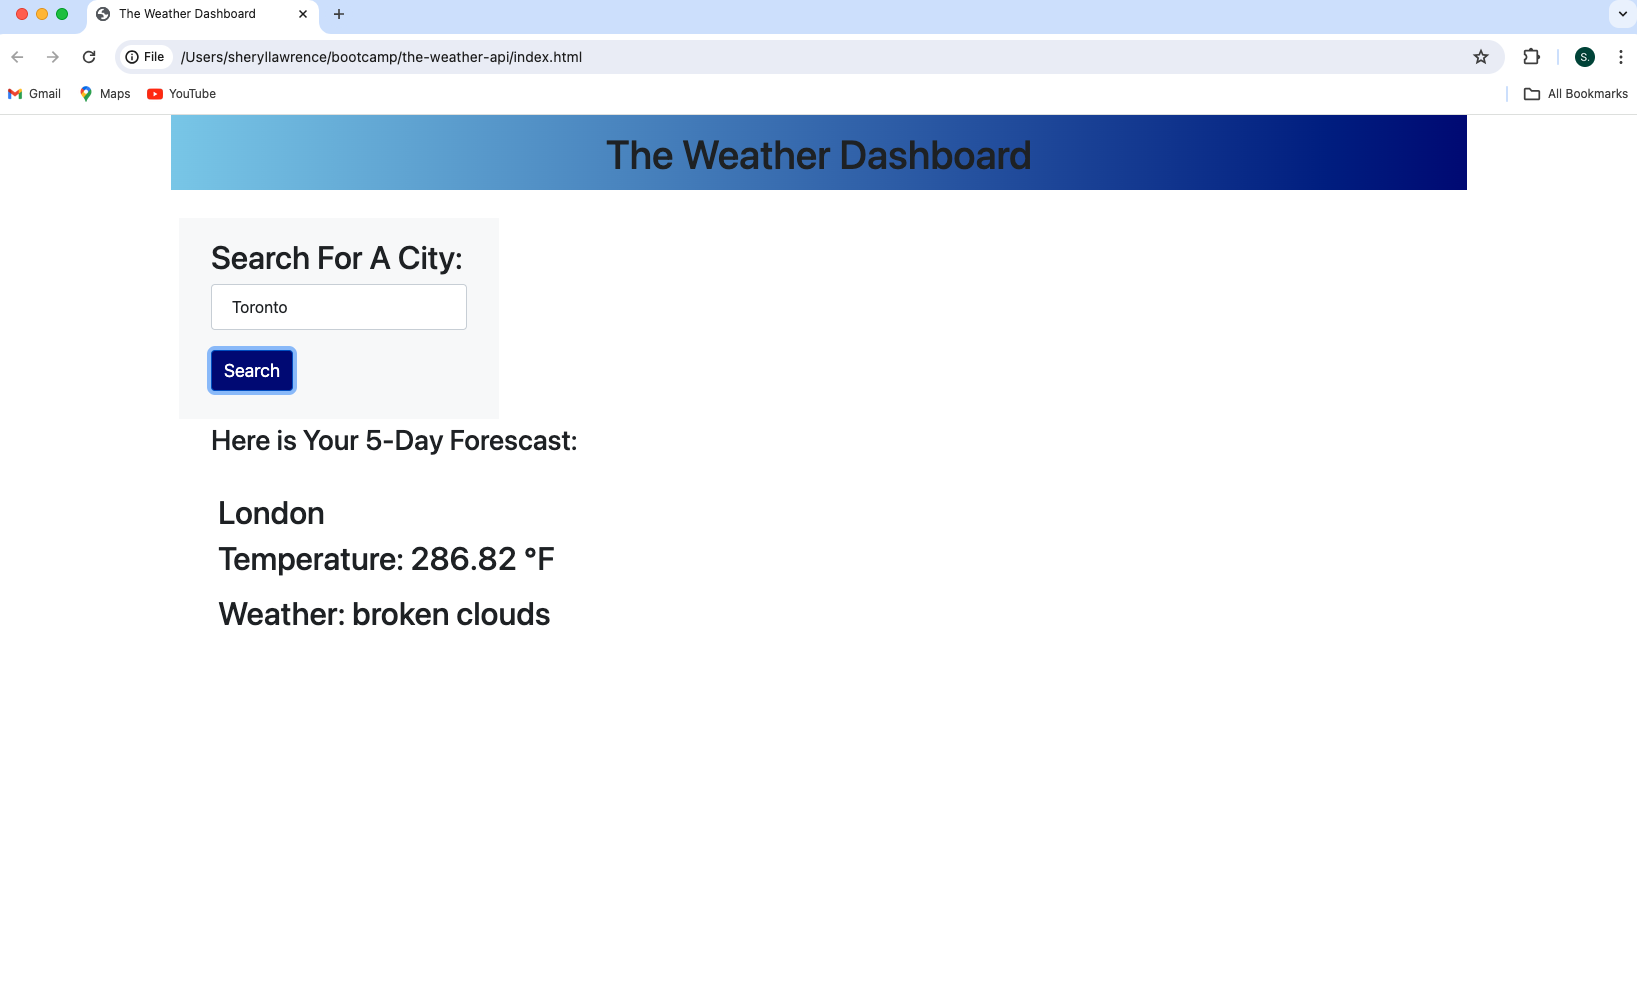 The Weather Dashboard
File /Users/sheryllawrence/bootcamp/the-weather-api/index.html
S.
Gmail Maps YouTube All Bookmarks
The Weather Dashboard
Search For A City:
Toronto
Search
Here is Your 5-Day Forescast:
London
Temperature: 286.82 °F
Weather: broken clouds